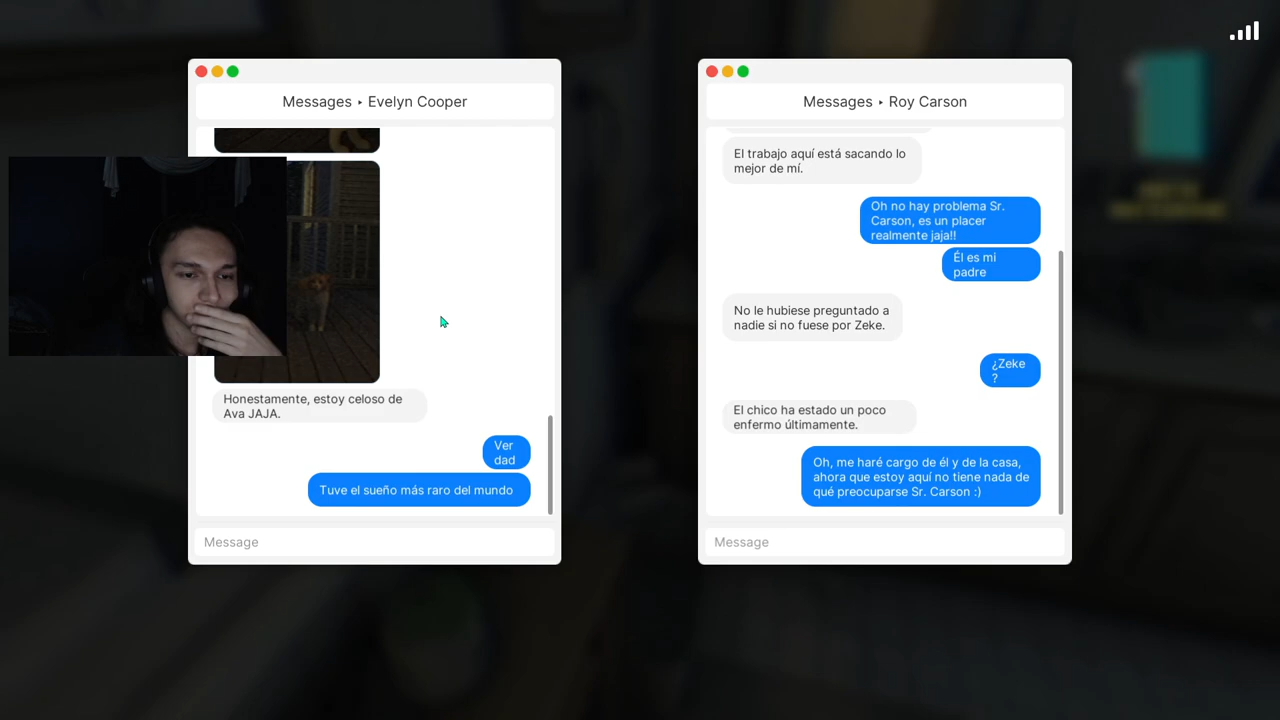 Messages ‣ Evelyn Cooper
Honestamente, estoy celoso de
Ava JAJA.
Ver
dad
Tuve el sueño más raro del mundo
Message
Messages ‣ Roy Carson
El trabajo aquí está sacando lo
mejor de mí.
Oh no hay problema Sr.
Carson, es un placer
realmente jaja!!
Él es mi
padre
No le hubiese preguntado a
nadie si no fuese por Zeke.
¿Zeke
?
El chico ha estado un poco
enfermo últimamente.
Oh, me haré cargo de él y de la casa,
ahora que estoy aquí no tiene nada de
qué preocuparse Sr. Carson :)
Message